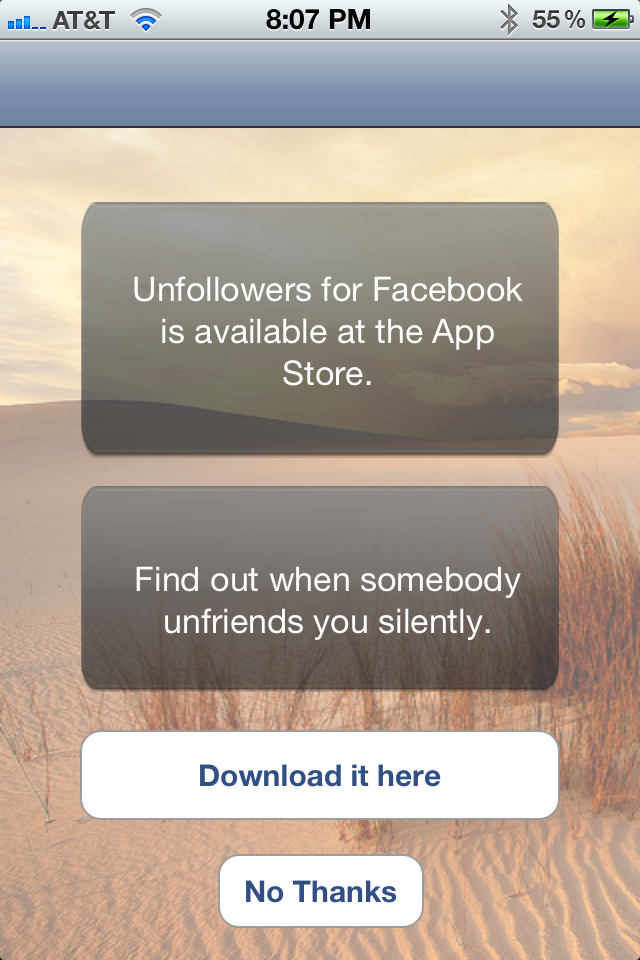 AT&T 8:07 PM 55%
Unfollowers for Facebook
is available at the App
Store.
Find out when somebody
unfriends you silently.
Download it here
No Thanks